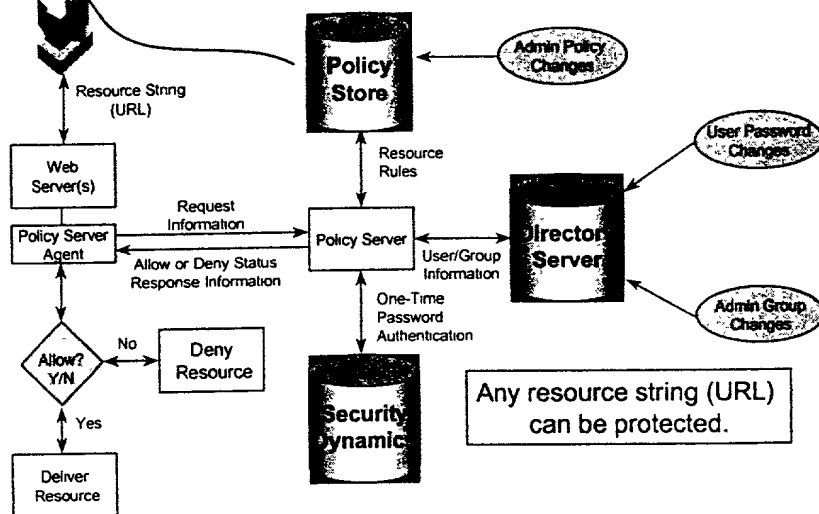 Policy
Store
Admin Policy
Changes
Resource String
(URL)
User Password
Changes
Web
Server(s)
Resource
Rules
Request
Information
Policy Server
Agent
Policy Server
Director
Server
Allow or Deny Status
Response Information
User/Group
Information
One-Time
Password
Authentication
Admin Group
Changes
Allow?
Y/N
No
Deny
Resource
Yes
Security
Dynamic
Any resource string (URL)
can be protected.
Deliver
Resource